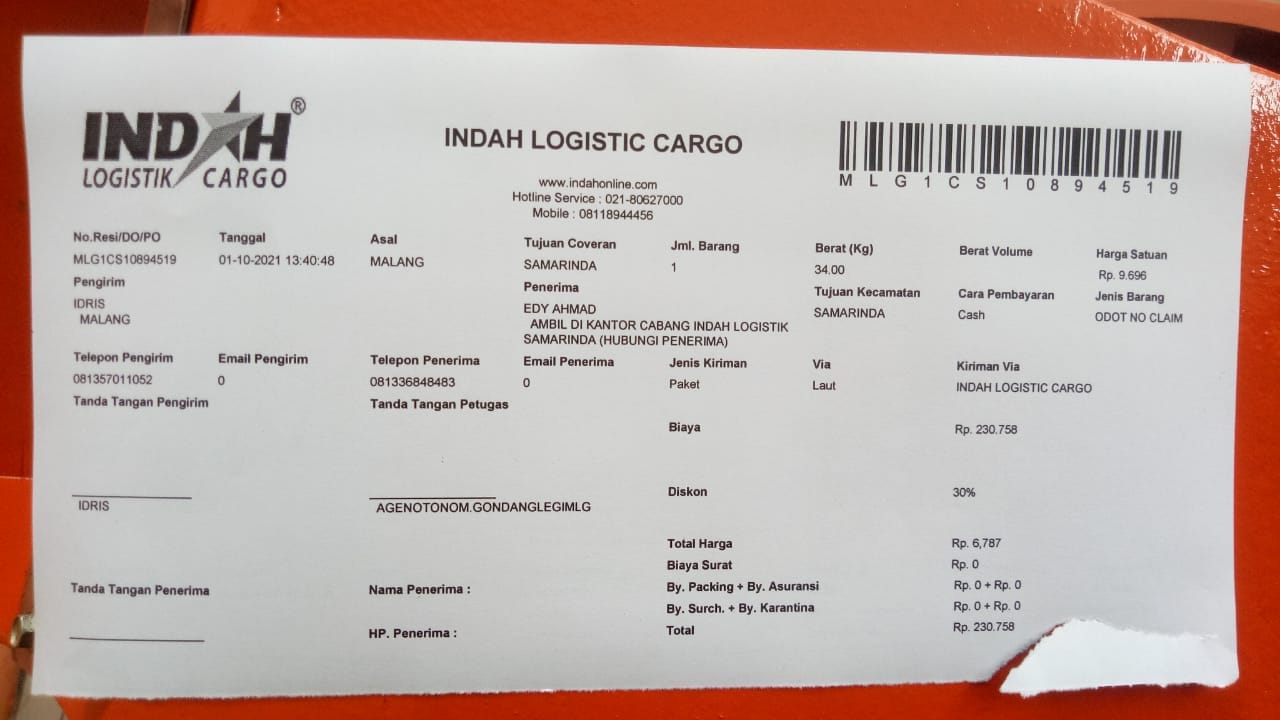 INDAH®
LOGISTIK CARGO
INDAH LOGISTIC CARGO
www.indahonline.com
Hotline Service : 021-80627000
Mobile : 08118944456
MLG1CS10894519
No.Resi/DO/PO Tanggal Asal Tujuan Coveran Jml. Barang Berat (Kg) Berat Volume Harga Satuan
MLG1CS10894519 01-10-2021 13:40:48 MALANG SAMARINDA 1 34.00 Rp. 9.696
Pengirim Penerima Tujuan Kecamatan Cara Pembayaran Jenis Barang
IDRIS EDY AHMAD SAMARINDA Cash ODOT NO CLAIM
MALANG AMBIL DI KANTOR CABANG INDAH LOGISTIK
SAMARINDA (HUBUNGI PENERIMA)
Telepon Pengirim Email Pengirim Telepon Penerima Email Penerima Jenis Kiriman Via Kiriman Via
081357011052 0 081336848483 0 Paket Laut INDAH LOGISTIC CARGO
Tanda Tangan Pengirim Tanda Tangan Petugas
Biaya Rp. 230.758
Diskon 30%
IDRIS AGENOTONOM.GONDANGLEGIMLG
Total Harga Rp. 6,787
Biaya Surat Rp. 0
Tanda Tangan Penerima Nama Penerima : By. Packing + By. Asuransi Rp. 0 + Rp. 0
By. Surch. + By. Karantina Rp. 0 + Rp. 0
HP. Penerima : Total Rp. 230.758